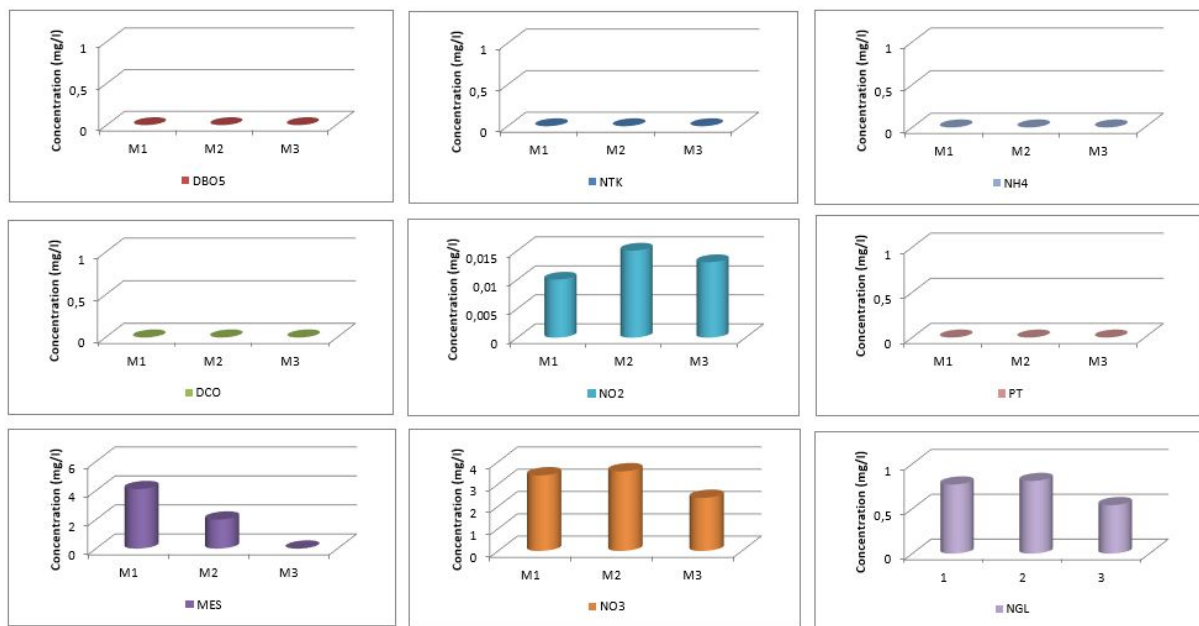 Concentration (mg/l)
1
0,5
0
M1 M2 M3
DBO5
Concentration (mg/l)
1
0,5
0
M1 M2 M3
NTK
Concentration (mg/l)
1
0,5
0
M1 M2 M3
NH4
Concentration (mg/l)
1
0,5
0
M1 M2 M3
DCO
Concentration (mg/l)
0,015
0,01
0,005
0
M1 M2 M3
NO2
Concentration (mg/l)
1
0,5
0
M1 M2 M3
PT
Concentration (mg/l)
6
4
2
0
M1 M2 M3
MES
Concentration (mg/l)
4
3
2
1
0
M1 M2 M3
NO3
Concentration (mg/l)
1
0,5
0
1 2 3
NGL